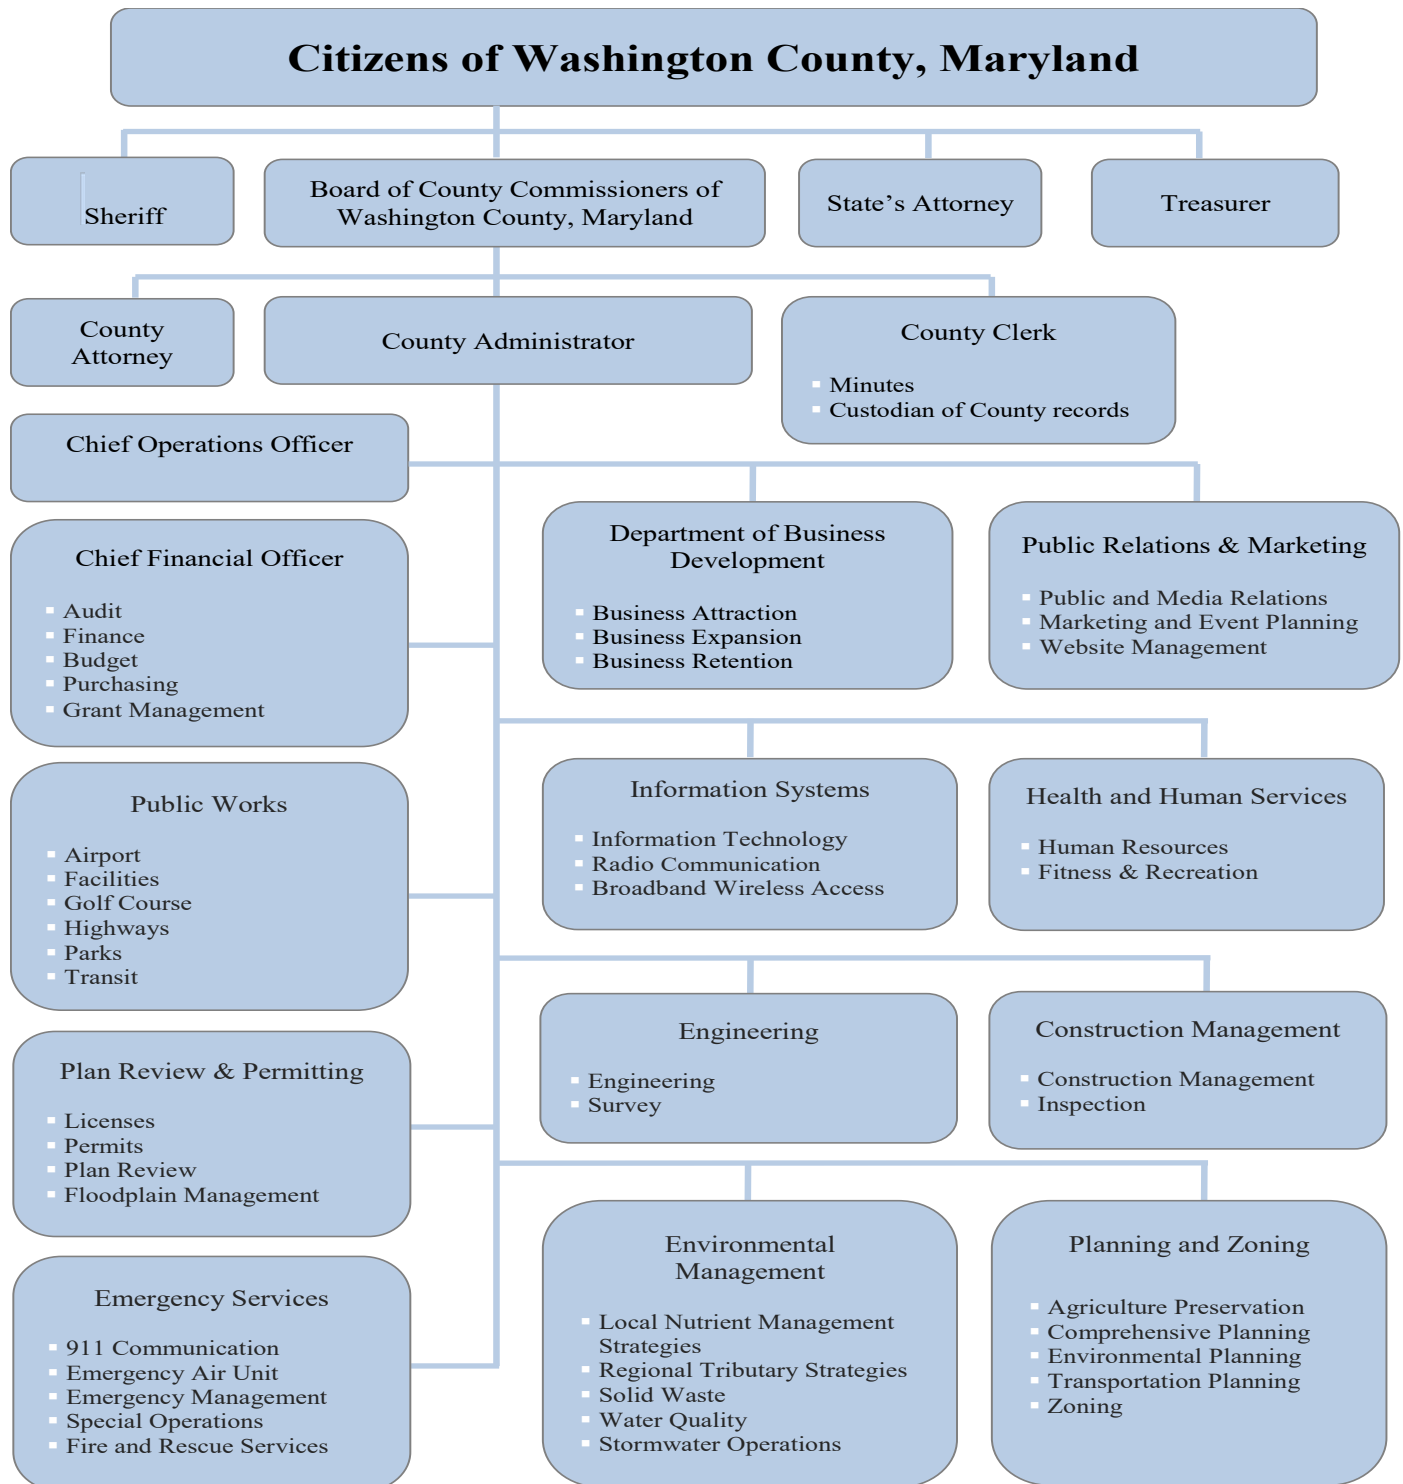 Citizens of Washington County, Maryland
Sheriff
Board of County Commissioners of
Washington County, Maryland
State’s Attorney
Treasurer
County
Attorney
County Administrator
County Clerk
▪ Minutes
▪ Custodian of County records
Chief Operations Officer
Chief Financial Officer
▪ Audit
▪ Finance
▪ Budget
▪ Purchasing
▪ Grant Management
Department of Business
Development
▪ Business Attraction
▪ Business Expansion
▪ Business Retention
Public Relations & Marketing
▪ Public and Media Relations
▪ Marketing and Event Planning
▪ Website Management
Public Works
▪ Airport
▪ Facilities
▪ Golf Course
▪ Highways
▪ Parks
▪ Transit
Information Systems
▪ Information Technology
▪ Radio Communication
▪ Broadband Wireless Access
Health and Human Services
▪ Human Resources
▪ Fitness & Recreation
Plan Review & Permitting
▪ Licenses
▪ Permits
▪ Plan Review
▪ Floodplain Management
Engineering
▪ Engineering
▪ Survey
Construction Management
▪ Construction Management
▪ Inspection
Emergency Services
▪ 911 Communication
▪ Emergency Air Unit
▪ Emergency Management
▪ Special Operations
▪ Fire and Rescue Services
Environmental
Management
▪ Local Nutrient Management
Strategies
▪ Regional Tributary Strategies
▪ Solid Waste
▪ Water Quality
▪ Stormwater Operations
Planning and Zoning
▪ Agriculture Preservation
▪ Comprehensive Planning
▪ Environmental Planning
▪ Transportation Planning
▪ Zoning